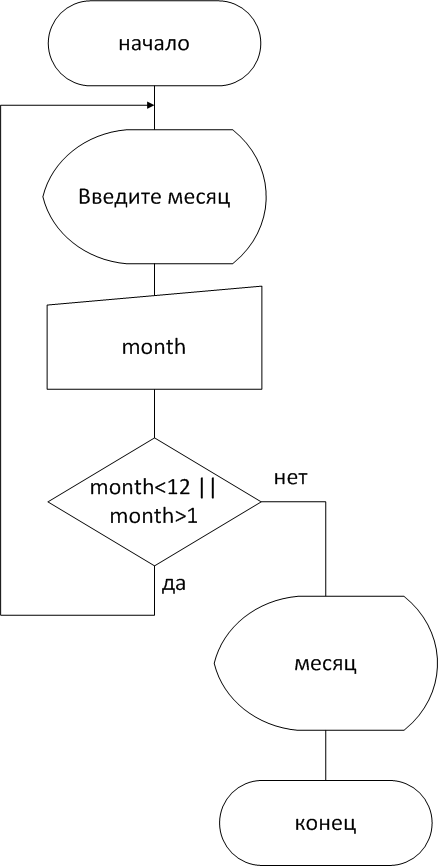 начало
Введите месяц
month
month<12 ||
month>1
нет
да
месяц
конец